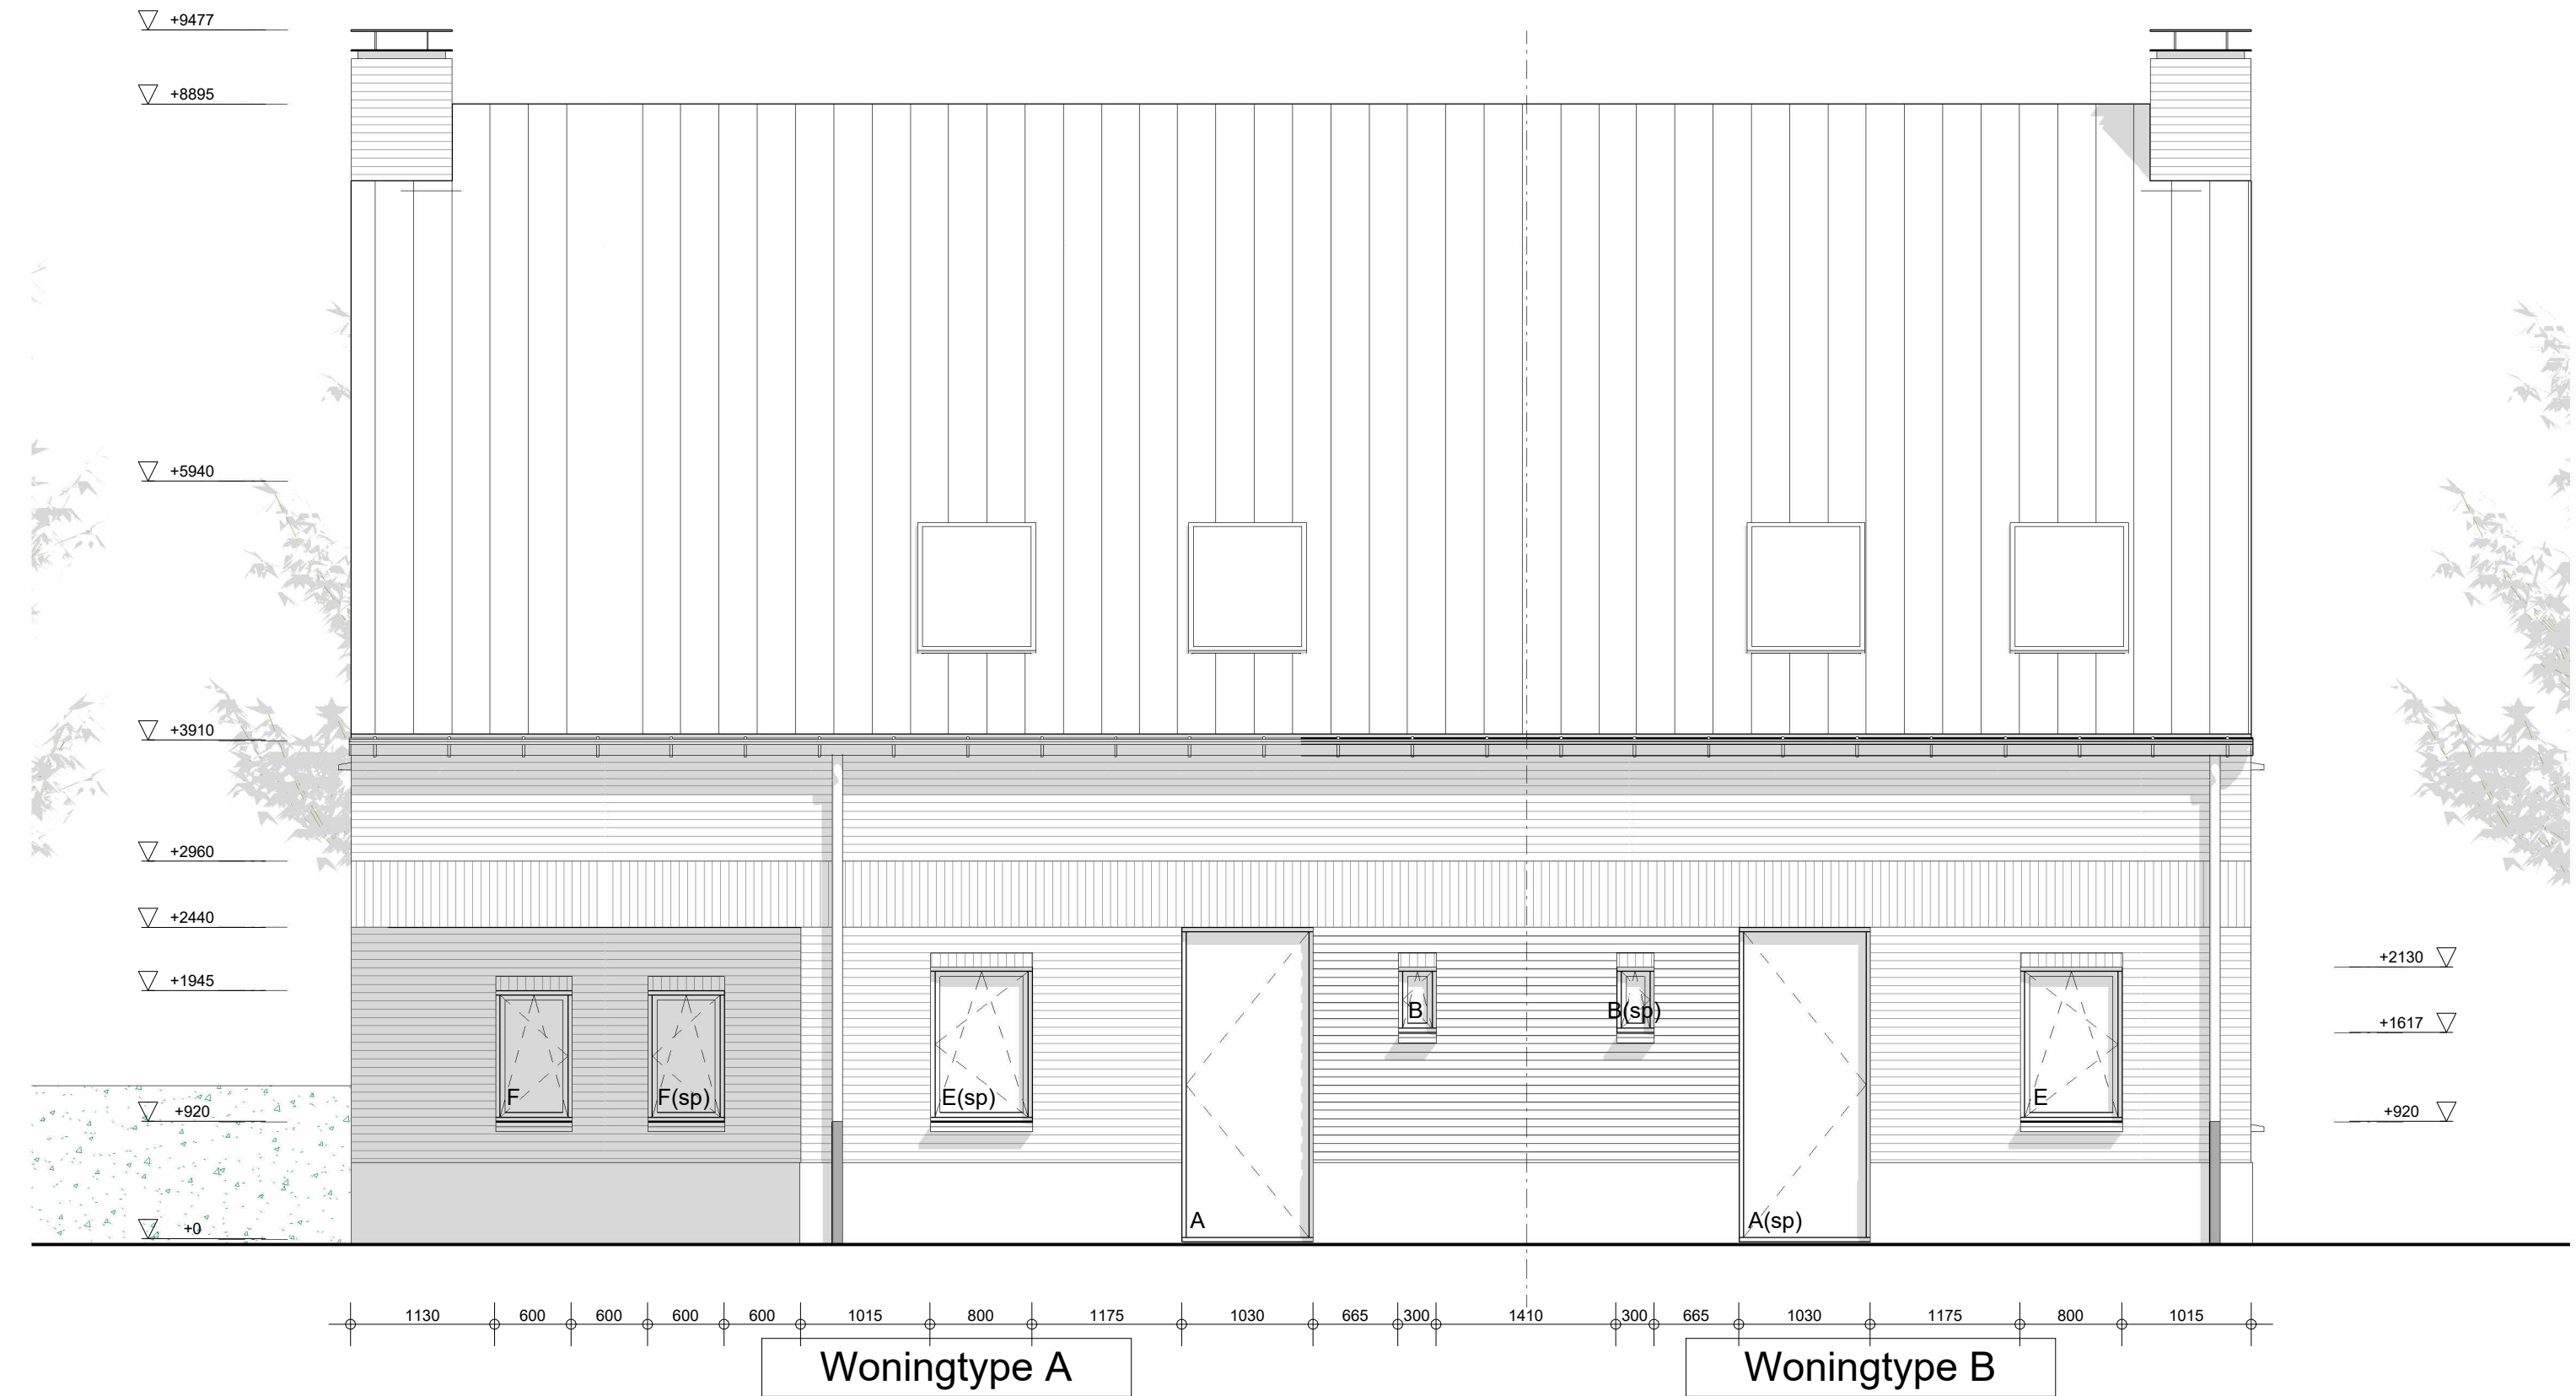 +9477
+8895
+5940
+3910
+2960
+2440
+1945
+920
+0
+2130
+1617
+920
B
B(sp)
F
F(sp)
E(sp)
E
A
A(sp)
1130 600 600 600 600 1015 800 1175 1030 665 300 1410 300 665 1030 1175 800 1015
Woningtype A
Woningtype B